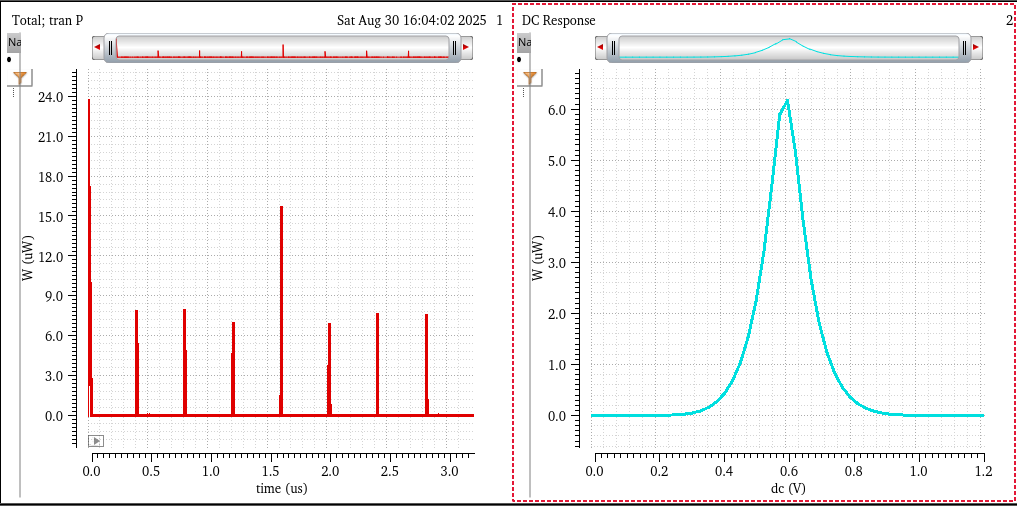 Total; tran P Sat Aug 30 16:04:02 2025 1
Na
24.0
21.0
18.0
15.0
12.0
9.0
6.0
3.0
0.0
W (uW)
0.0 0.5 1.0 1.5 2.0 2.5 3.0
time (us)
DC Response 2
Na
6.0
5.0
4.0
3.0
2.0
1.0
0.0
W (uW)
0.0 0.2 0.4 0.6 0.8 1.0 1.2
dc (V)